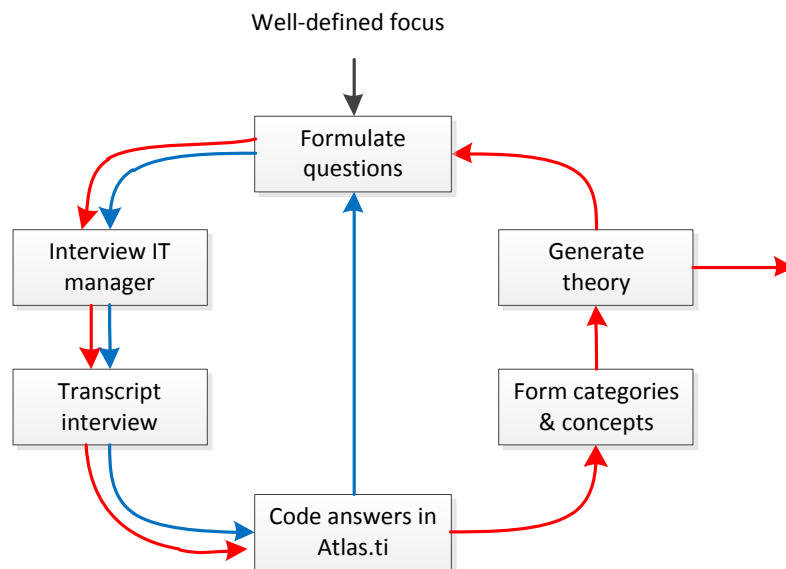 Well-defined focus
Formulate
questions
Interview IT
manager
Generate
theory
Transcript
interview
Form categories
& concepts
Code answers in
Atlas.ti